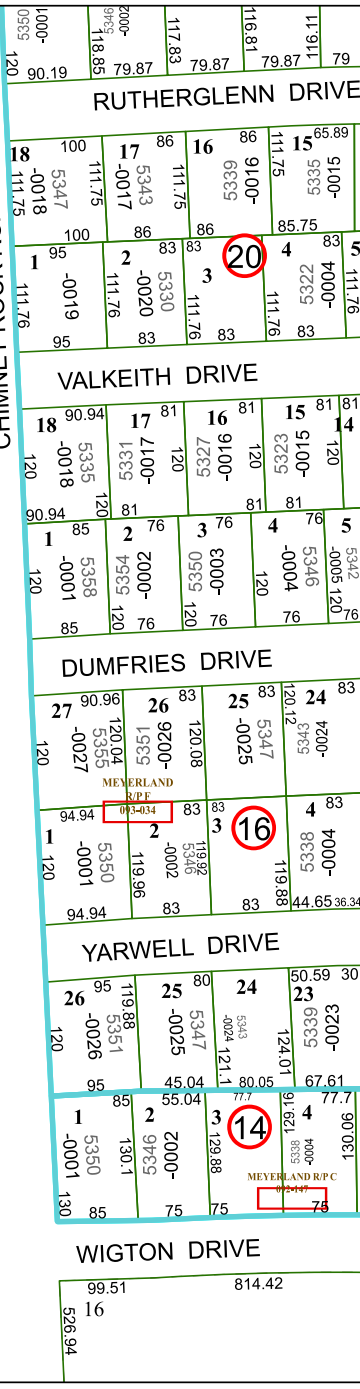 5350 -0001 5346 -0002
120 90.19 118.85 79.87 117.83 79.87 116.81 79.87 116.11 79
RUTHERGLENN DRIVE
18 100 17 86 16 86 15 65.89
111.75 -0018 5347 111.75 -0017 5343 111.75 5339 -0016 111.75 5335 -0015
100 86 86 85.75
1 95 2 83 83 20 4 83 5
111.76 -0019 111.76 -0020 5330 111.76 3 111.76 5322 -0004 111.76
95 83 83 83
VALKEITH DRIVE
18 90.94 17 81 16 81 15 81 81 14
120 -0018 5335 120 5331 -0017 120 5327 -0016 120 5323 -0015 120
90.94 81 81 81
1 85 2 76 3 76 4 76 5
120 -0001 5358 120 5354 -0002 120 5350 -0003 120 -0004 5346 120 -0005 5342
85 76 76 76 76
DUMFRIES DRIVE
27 90.96 26 83 25 83 24 83
120 -0027 5355 120.04 5351 -0026 120.08 -0025 5347 120.12 5343 -0024
MEYERLAND
R/P F
093-034
94.94 83 83 83
1 2 3 16 4
120 -0001 5350 119.96 -0002 5346 119.92 119.88 5338 -0004
94.94 83 83 44.65 36.34
YARWELL DRIVE
26 95 25 80 24 50.59 30 23
120 -0026 5351 119.88 -0025 5347 121.1 -0024 5343 124.01 5339 -0023
95 45.04 80.05 67.61
1 85 2 55.04 3 77.7 14 4 77.7
130 -0001 5350 130.1 5346 -0002 129.88 129.16 5338 -0004 130.06
MEYERLAND R/P C
092-147
85 75 75 75
WIGTON DRIVE
99.51 814.42
526.94 16